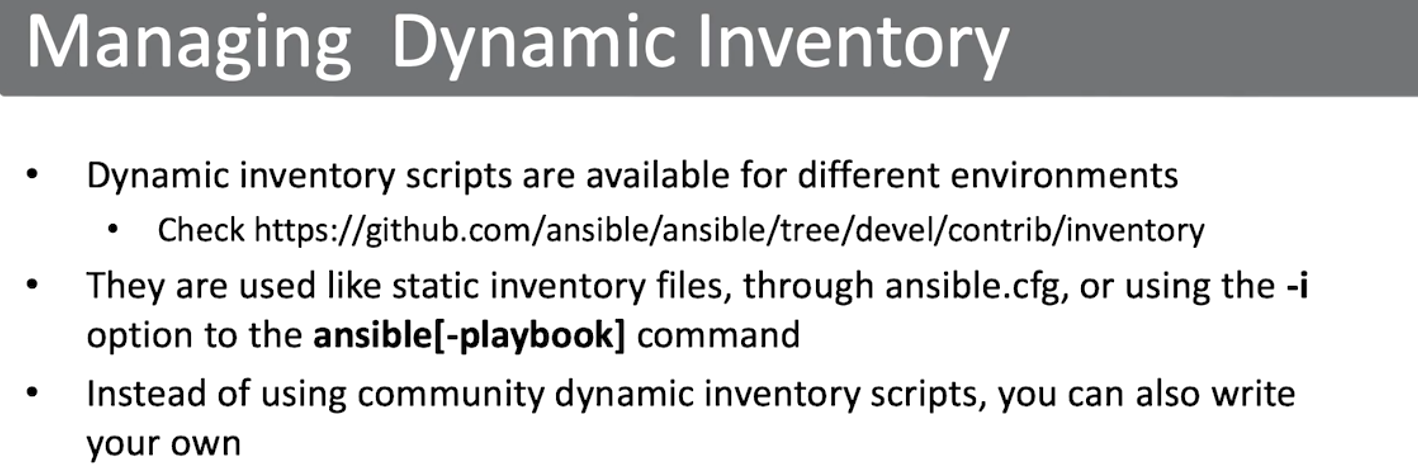 Managing  Dynamic Inventory
• Dynamic inventory scripts are available for different environments
• Check https://github.com/ansible/ansible/tree/devel/contrib/inventory
• They are used like static inventory files, through ansible.cfg, or using the -i
option to the ansible[-playbook] command
• Instead of using community dynamic inventory scripts, you can also write
your own